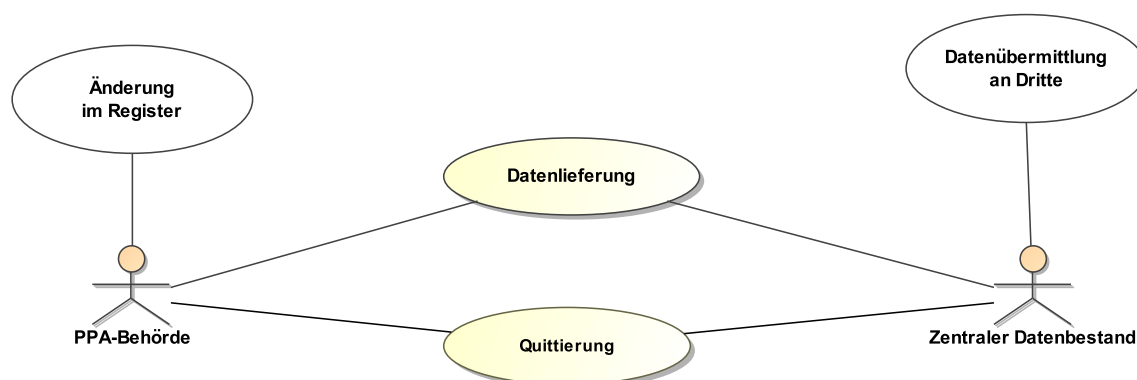 Änderung
im Register
Datenübermittlung
an Dritte
Datenlieferung
PPA-Behörde
Zentraler Datenbestand
Quittierung